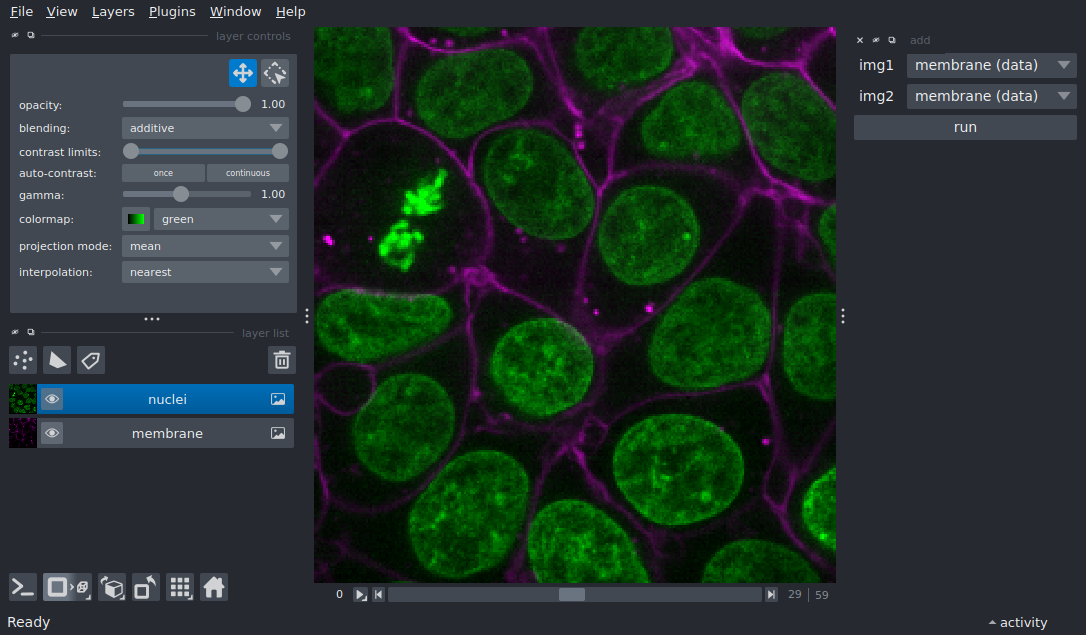 File View Layers Plugins Window Help
layer controls
opacity: 1.00
blending: additive
contrast limits:
auto-contrast: once continuous
gamma: 1.00
colormap: green
projection mode: mean
interpolation: nearest
layer list
nuclei
membrane
0 29 59
add
img1 membrane (data)
img2 membrane (data)
run
Ready
activity